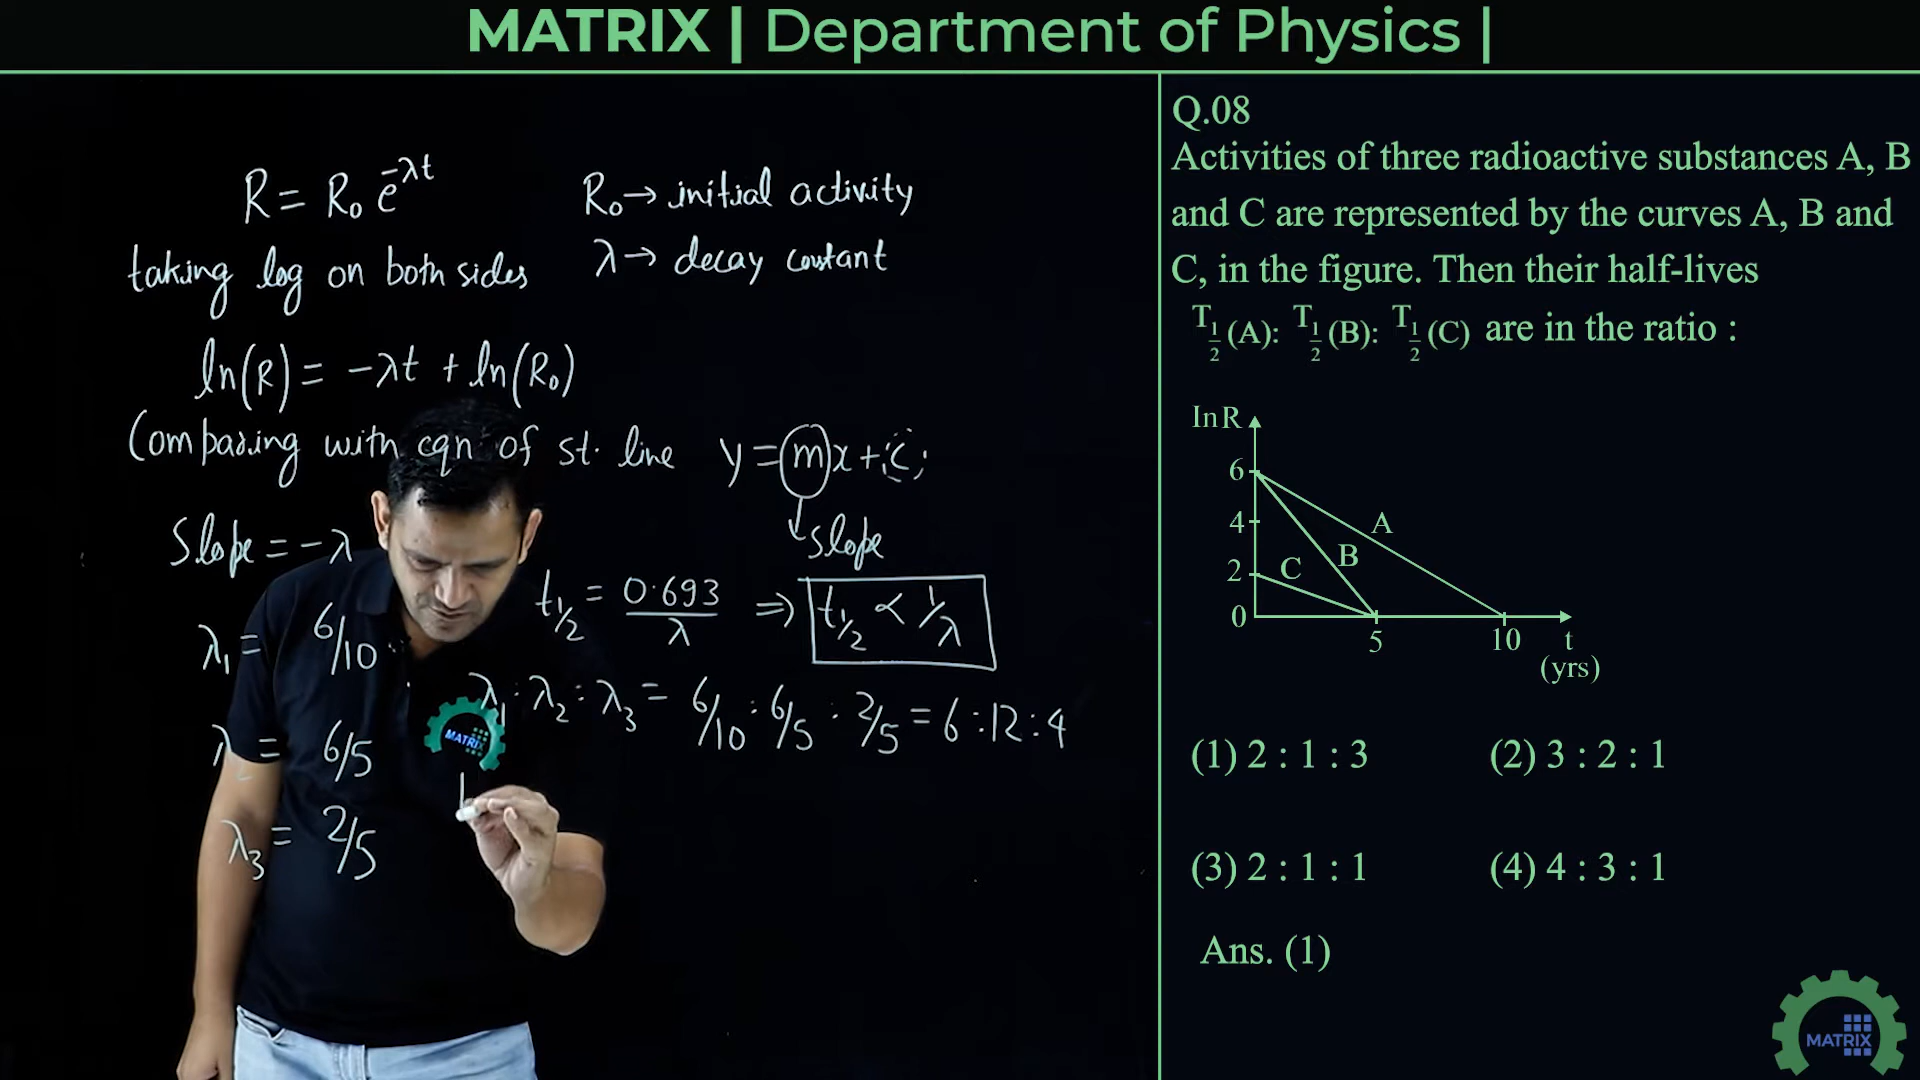 MATRIX | Department of Physics |
R = R₀ e^-λt
R₀ → initial activity
taking log on both sides
λ → decay constant
ln(R) = -λt + ln(R₀)
Comparing with eqn of st. line y = mx + c
Slope = -λ
slope
t½ = 0.693/λ ⇒ t½ ∝ 1/λ
λ₁ = 6/10
λ₁ : λ₂ : λ₃ = 6/10 : 6/5 : 2/5 = 6 : 12 : 4
λ₂ = 6/5
λ₃ = 2/5
MATRIX
Q.08
Activities of three radioactive substances A, B
and C are represented by the curves A, B and
C, in the figure. Then their half-lives
T½(A): T½(B): T½(C) are in the ratio :
lnR
6
4
2
0
A
B
C
5 10 t
(yrs)
(1) 2 : 1 : 3 (2) 3 : 2 : 1
(3) 2 : 1 : 1 (4) 4 : 3 : 1
Ans. (1)
MATRIX